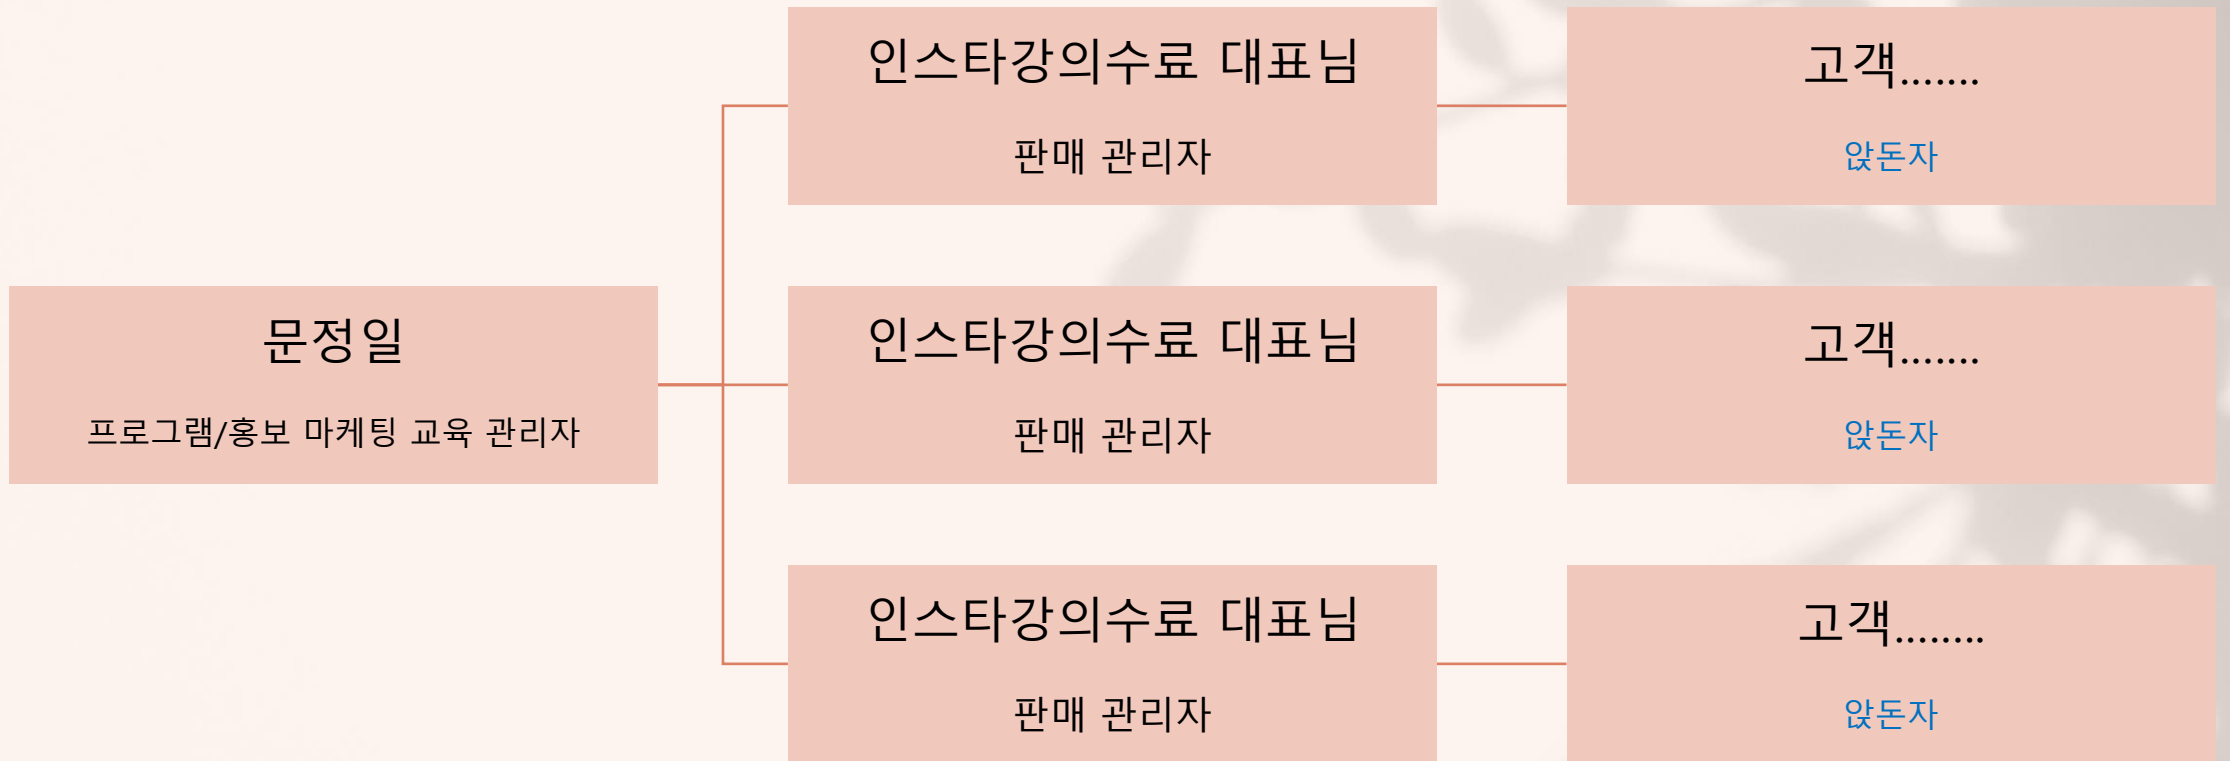 인스타강의수료 대표님
판매 관리자
고객.......
앉돈자
문정일
프로그램/홍보 마케팅 교육 관리자
인스타강의수료 대표님
판매 관리자
고객.......
앉돈자
인스타강의수료 대표님
판매 관리자
고객........
앉돈자